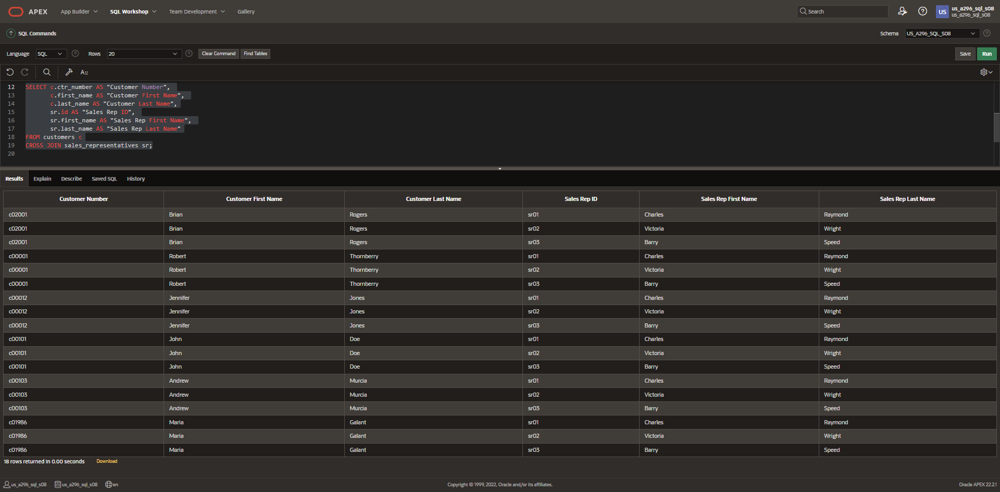 APEX App Builder SQL Workshop Team Development Gallery Search US us_a296_sql_s08
us_a296_sql_s08
SQL Commands Schema US_A296_SQL_S08
Language SQL Rows 20 Clear Command Find Tables Save Run
12 SELECT c.ctr_number AS "Customer Number",
13 c.first_name AS "Customer First Name",
14 c.last_name AS "Customer Last Name",
15 sr.id AS "Sales Rep ID",
16 sr.first_name AS "Sales Rep First Name",
17 sr.last_name AS "Sales Rep Last Name"
18 FROM customers c
19 CROSS JOIN sales_representatives sr;
20
Results Explain Describe Saved SQL History
Customer Number Customer First Name Customer Last Name Sales Rep ID Sales Rep First Name Sales Rep Last Name
c02001 Brian Rogers sr01 Charles Raymond
c02001 Brian Rogers sr02 Victoria Wright
c02001 Brian Rogers sr03 Barry Speed
c00001 Robert Thornberry sr01 Charles Raymond
c00001 Robert Thornberry sr02 Victoria Wright
c00001 Robert Thornberry sr03 Barry Speed
c00012 Jennifer Jones sr01 Charles Raymond
c00012 Jennifer Jones sr02 Victoria Wright
c00012 Jennifer Jones sr03 Barry Speed
c00101 John Doe sr01 Charles Raymond
c00101 John Doe sr02 Victoria Wright
c00101 John Doe sr03 Barry Speed
c00103 Andrew Murcia sr01 Charles Raymond
c00103 Andrew Murcia sr02 Victoria Wright
c00103 Andrew Murcia sr03 Barry Speed
c01986 Maria Galant sr01 Charles Raymond
c01986 Maria Galant sr02 Victoria Wright
c01986 Maria Galant sr03 Barry Speed
18 rows returned in 0.00 seconds Download
us_a296_sql_s08 us_a296_sql_s08 en Copyright © 1999, 2022, Oracle and/or its affiliates. Oracle APEX 22.2.1